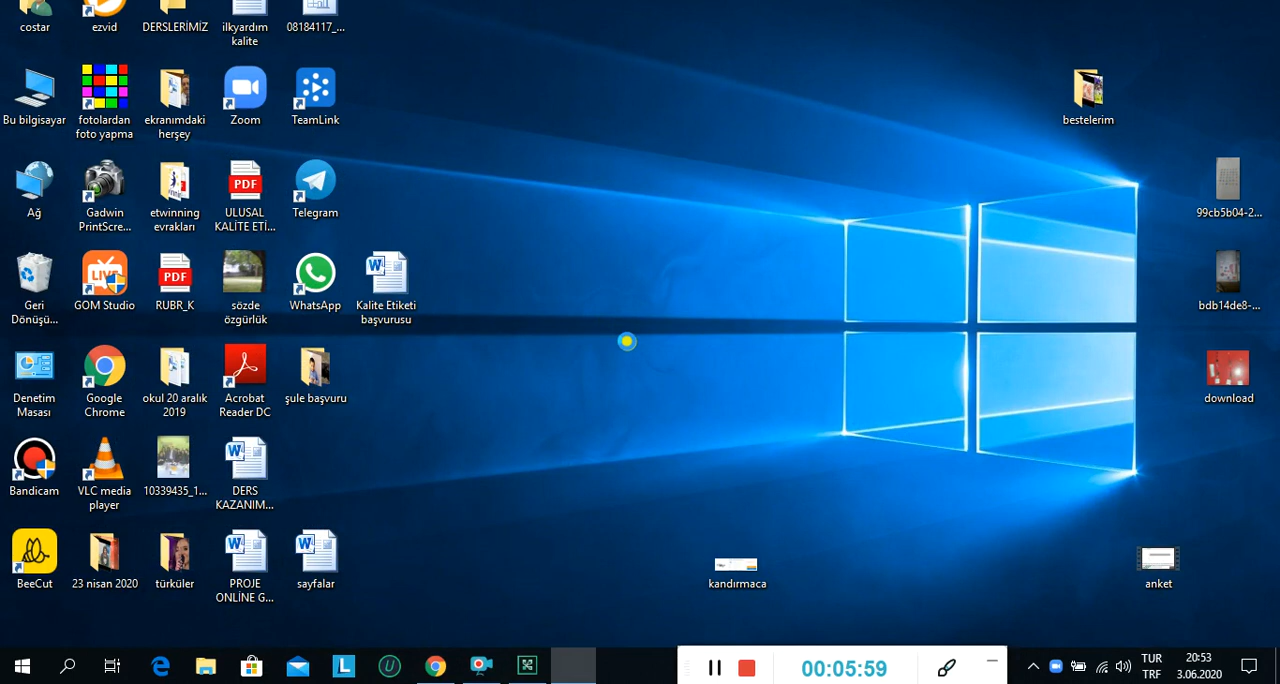 costar
ezvid
DERSLERİMİZ
ilkyardım
kalite
08184117_...
Bu bilgisayar
fotolardan
foto yapma
ekranımdaki
herşey
Zoom
TeamLink
bestelerim
Ağ
Gadwin
PrintScre...
etwinning
evrakları
PDF
ULUSAL
KALİTE ETİ...
Telegram
99cb5b04-2...
Geri
Dönüşü...
LIVE
GOM Studio
PDF
RUBR_K
sözde
özgürlük
WhatsApp
Kalite Etiketi
başvurusu
bdb14de8-...
Denetim
Masası
Google
Chrome
okul 20 aralık
2019
Acrobat
Reader DC
şule başvuru
download
Bandicam
VLC media
player
10339435_1...
DERS
KAZANIM...
BeeCut
23 nisan 2020
türküler
PROJE
ONLİNE G...
sayfalar
kandırmaca
anket
00:05:59
TUR
TRF
20:53
3.06.2020